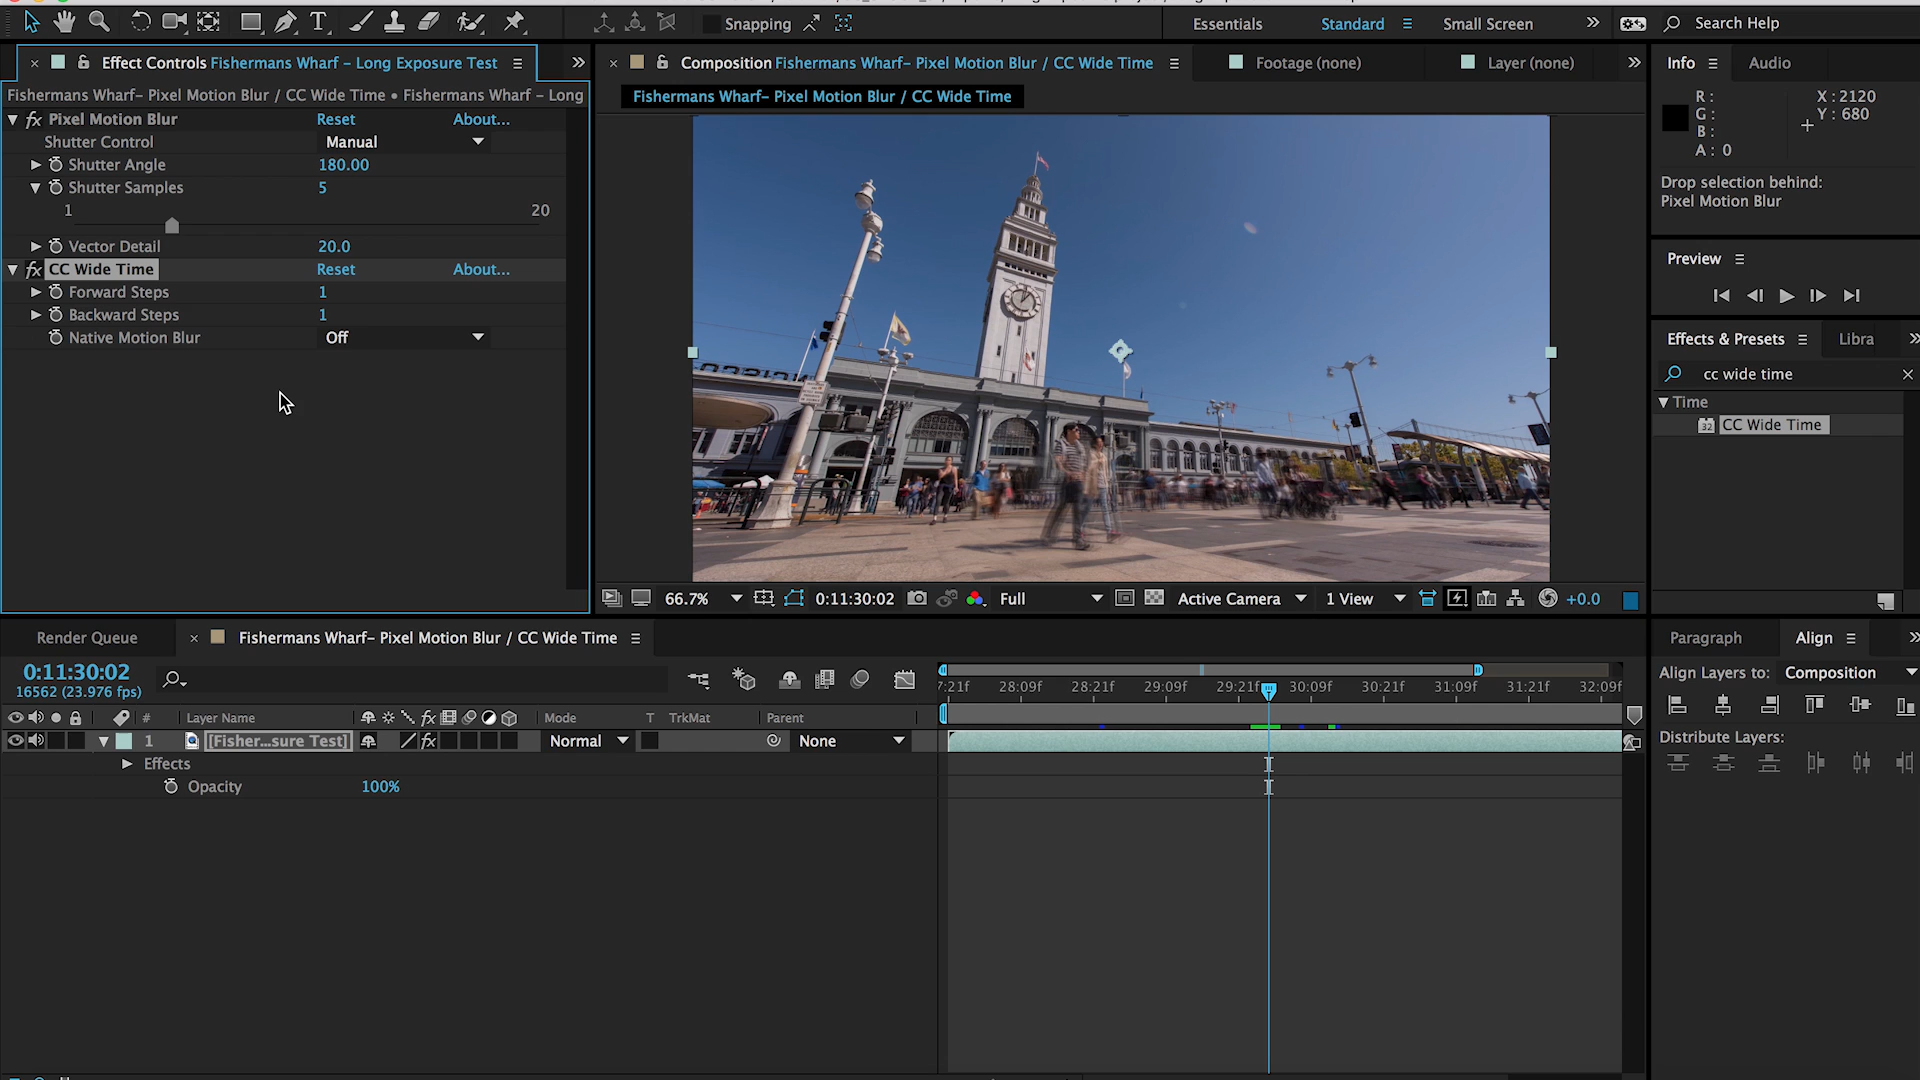 Snapping
Essentials
Standard
Small Screen
Search Help
Effect Controls Fishermans Wharf – Long Exposure Test
Composition Fishermans Wharf– Pixel Motion Blur / CC Wide Time
Footage (none)
Layer (none)
Info
Audio
Fishermans Wharf– Pixel Motion Blur / CC Wide Time • Fishermans Wharf – Long
Fishermans Wharf– Pixel Motion Blur / CC Wide Time
R :
G :
B :
A : 0
X : 2120
Y : 680
Drop selection behind:
Pixel Motion Blur
fx Pixel Motion Blur Reset About...
Shutter Control Manual
Shutter Angle 180.00
Shutter Samples 5
1 20
Vector Detail 20.0
fx CC Wide Time Reset About...
Forward Steps 1
Backward Steps 1
Native Motion Blur Off
Preview
Effects & Presets
Libra
cc wide time
Time
32 CC Wide Time
66.7%
0:11:30:02
Full
Active Camera
1 View
+0.0
Render Queue
Fishermans Wharf– Pixel Motion Blur / CC Wide Time
Paragraph
Align
0:11:30:02
16562 (23.976 fps)
7:21f 28:09f 28:21f 29:09f 29:21f 30:09f 30:21f 31:09f 31:21f 32:09f
Align Layers to: Composition
# Layer Name fx Mode T TrkMat Parent
1 [Fisher...sure Test] fx Normal None
Distribute Layers:
Effects
Opacity 100%